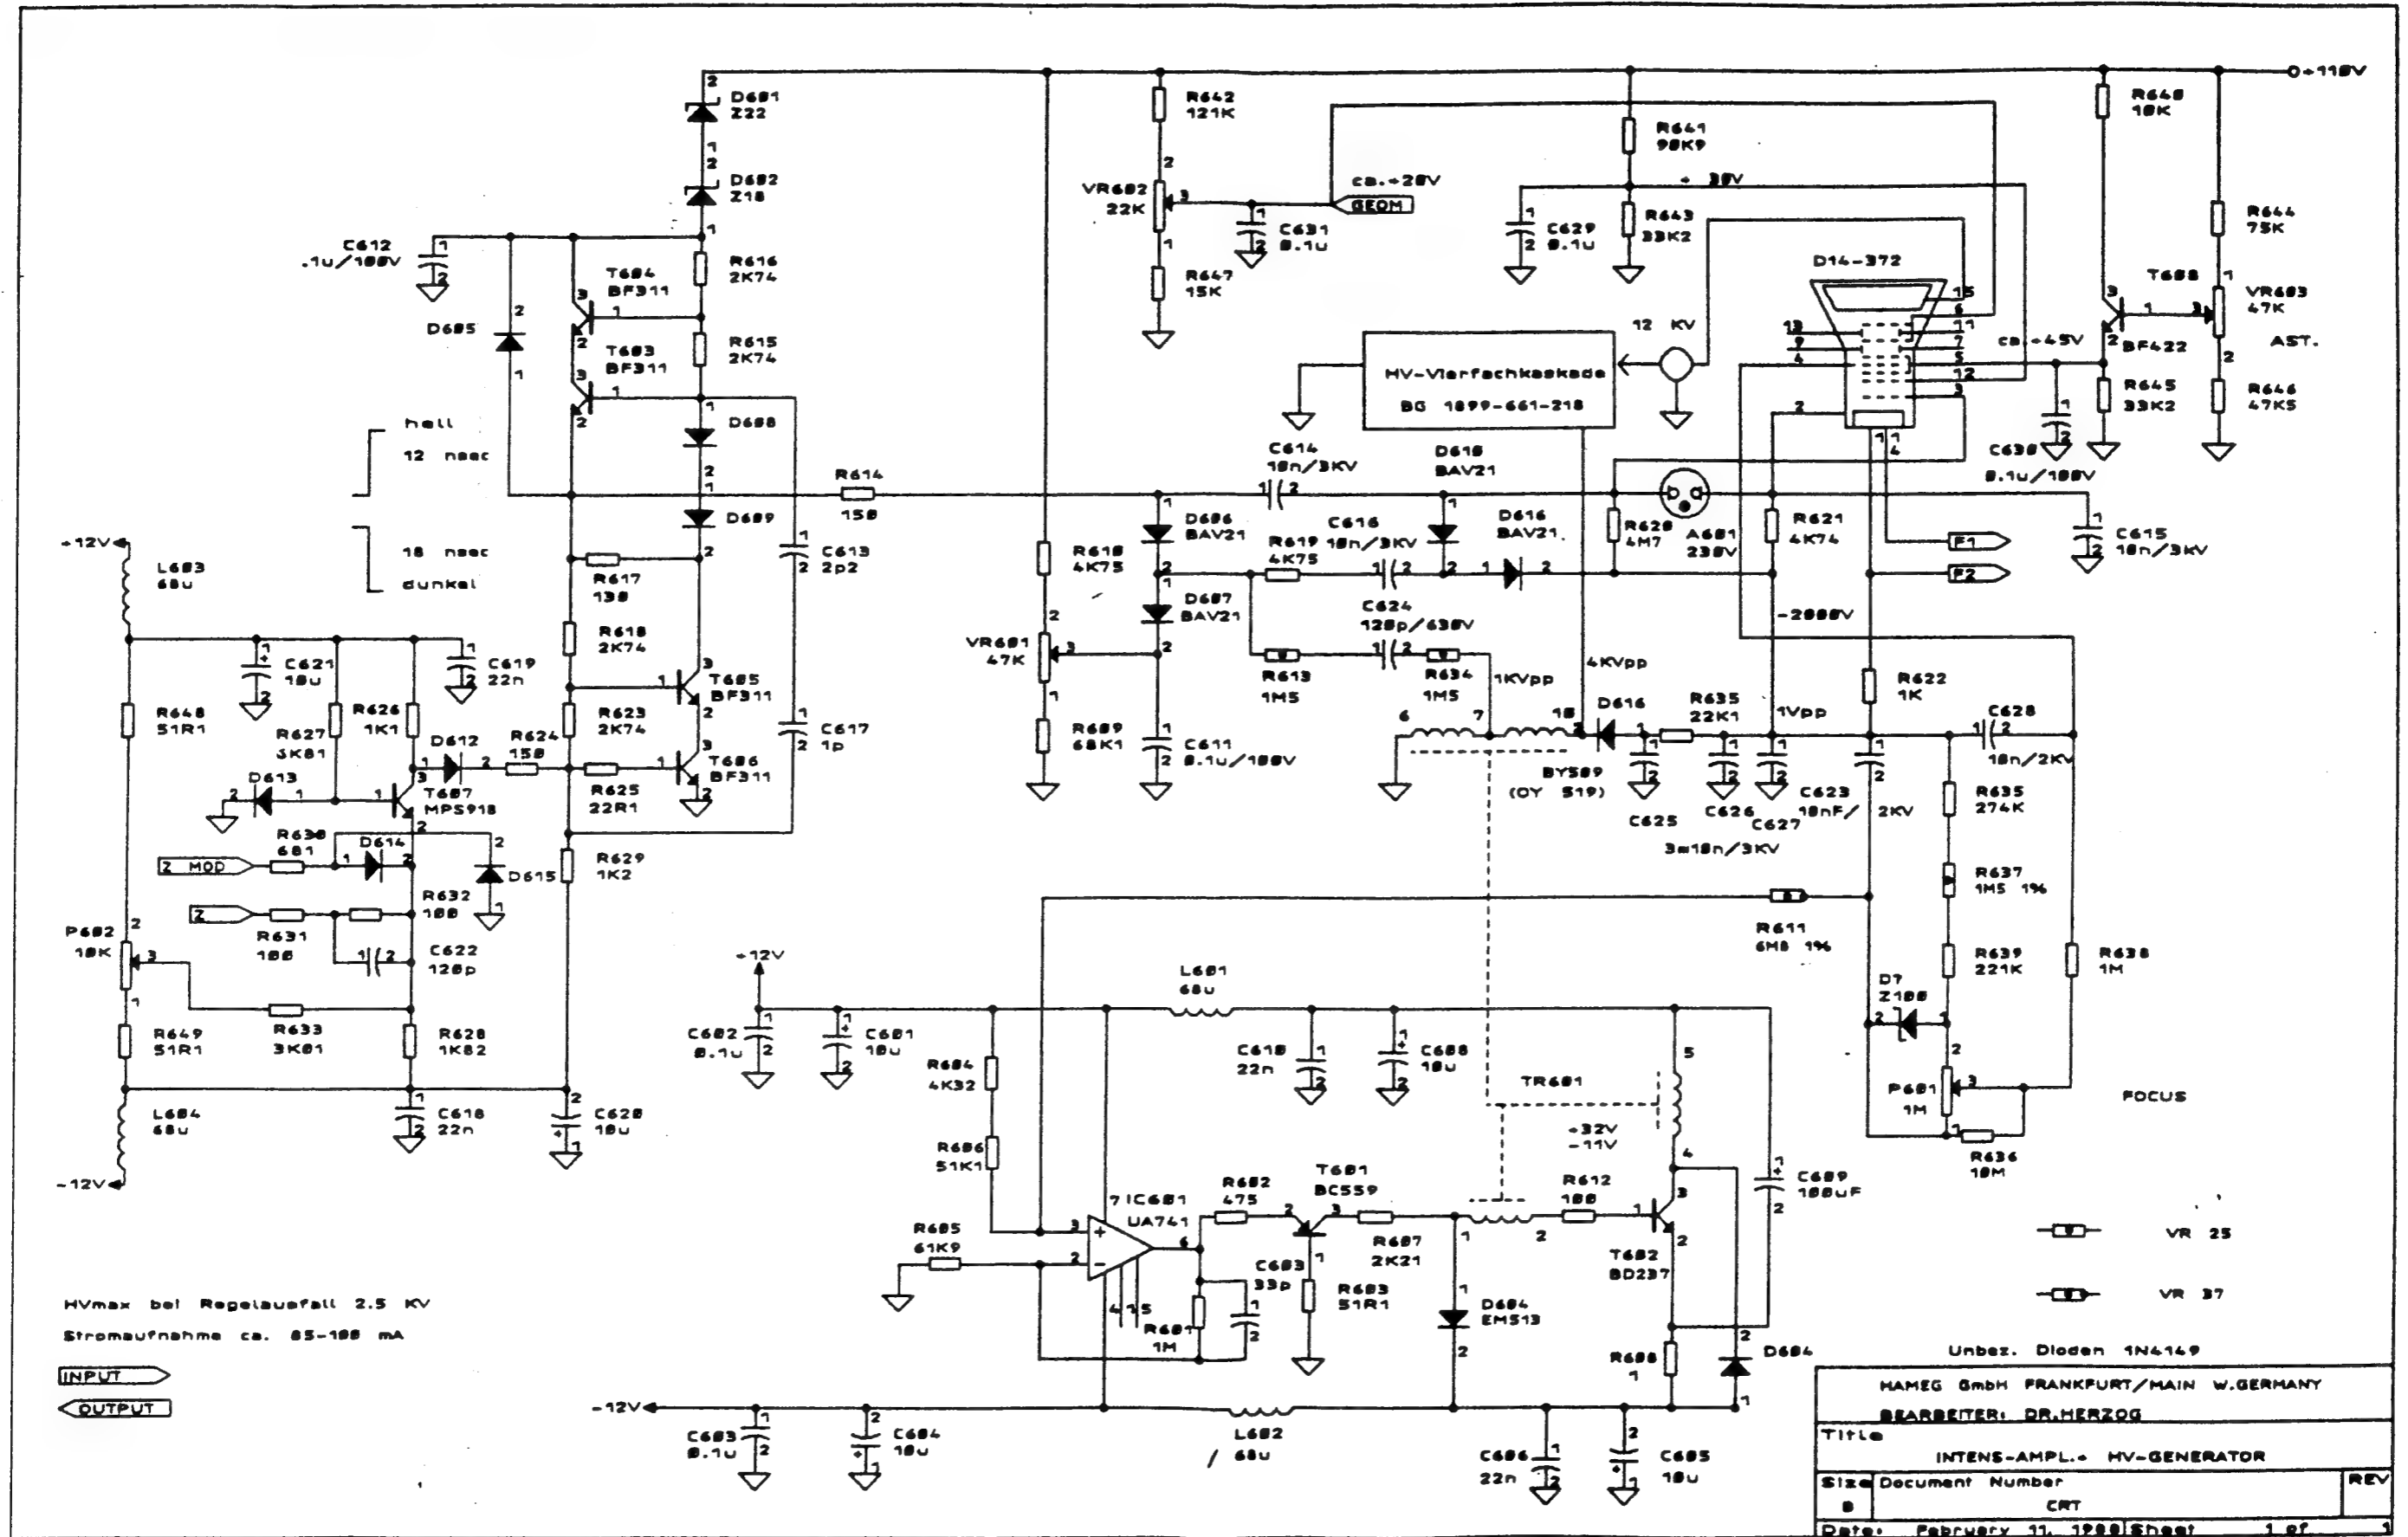 +110V
D601
Z22
D602
Z18
C612
.1u/100V
T604
BF311
R616
2K74
D605
T603
BF311
R615
2K74
hell
12 nsec
18 nsec
dunkel
D608
D609
R614
150
C613
2p2
R617
130
R618
2K74
T605
BF311
R623
2K74
C617
1p
T606
BF311
R625
22R1
R624
150
D612
+12V
L603
68u
C621
10u
C619
22n
R648
51R1
R627
R626
1K1
D613
T607
MPS918
R630
681
D614
Z MOD
D615
R629
1K2
R632
100
Z
R631
100
C622
120p
P602
10K
R633
3K01
R628
1K82
R649
51R1
L604
68u
C618
22n
C620
10u
-12V
R642
121K
VR602
22K
ca.+20V
GEOM
C631
0.1u
R647
15K
R641
90K9
+ 30V
C629
0.1u
R643
33K2
R640
10K
R644
75K
D14-372
T608
BF422
VR603
47K
AST.
ca.+45V
R645
33K2
R646
47K5
C630
0.1u/100V
12 KV
HV-Vierfachkaskade
BG 1899-661-218
C614
10n/3KV
D610
BAV21
D606
BAV21
R619
4K75
C616
10n/3KV
D616
BAV21
R620
4M7
A601
230V
R621
4K74
C615
10n/3KV
F1
F2
R610
4K75
D607
BAV21
C624
120p/630V
-2000V
VR601
47K
R613
1M5
R634
1M5
1KVpp
4KVpp
R609
68K1
C611
0.1u/100V
D616
BY509
(DY 519)
R635
22K1
1Vpp
R622
1K
C628
10n/2KV
C625
C626
C627
C623
10nF/ 2KV
3m10n/3KV
R635
274K
R637
1M5 1%
R639
221K
R638
1M
R611
6M8 1%
D7
Z100
P601
1M
FOCUS
R636
10M
+12V
C602
0.1u
C601
10u
L601
68u
R604
4K32
C610
22n
C608
10u
TR601
R606
51K1
+32V
-11V
IC601
UA741
R602
475
T601
BC559
R612
100
C609
100uF
R605
61K9
R607
2K21
T602
BD237
C603
33p
R603
51R1
D604
EM513
R601
1M
R608
1
D604
-12V
C603
0.1u
C604
10u
L602
68u
C606
22n
C605
10u
VR 25
VR 37
HVmax bei Regelausfall 2.5 KV
Stromaufnahme ca. 85-100 mA
INPUT
OUTPUT
Unbez. Dioden 1N4149
HAMEG GmbH FRANKFURT/MAIN W.GERMANY
BEARBEITER: DR.HERZOG
Title
INTENS-AMPL.+ HV-GENERATOR
Size Document Number REV
B CRT
Date: February 11, Sheet 1 of 1